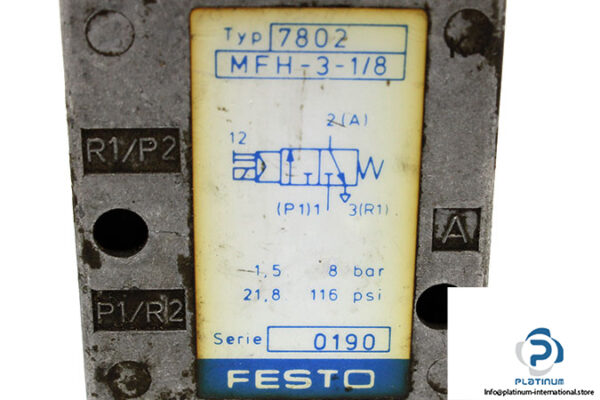 Typ 7802
MFH-3-1/8
2(A)
12
R1/P2
(P1)1 3(R1)
A
1,5 8 bar
21,8 116 psi
P1/R2
Serie 0190
FESTO
PLATINUM
Info@platinum-international.store